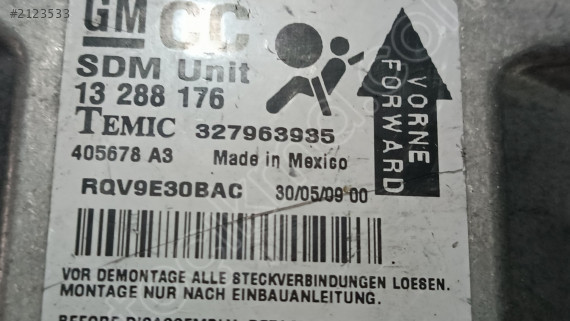 #2123533
GM CC
SDM Unit
13 288 176
TEMIC 327963935
405678 A3 Made in Mexico
RQV9E30BAC 30/05/09 00
VORNE
FORWARD
VOR DEMONTAGE ALLE STECKVERBINDUNGEN LOESEN.
MONTAGE NUR NACH EINBAUANLEITUNG.